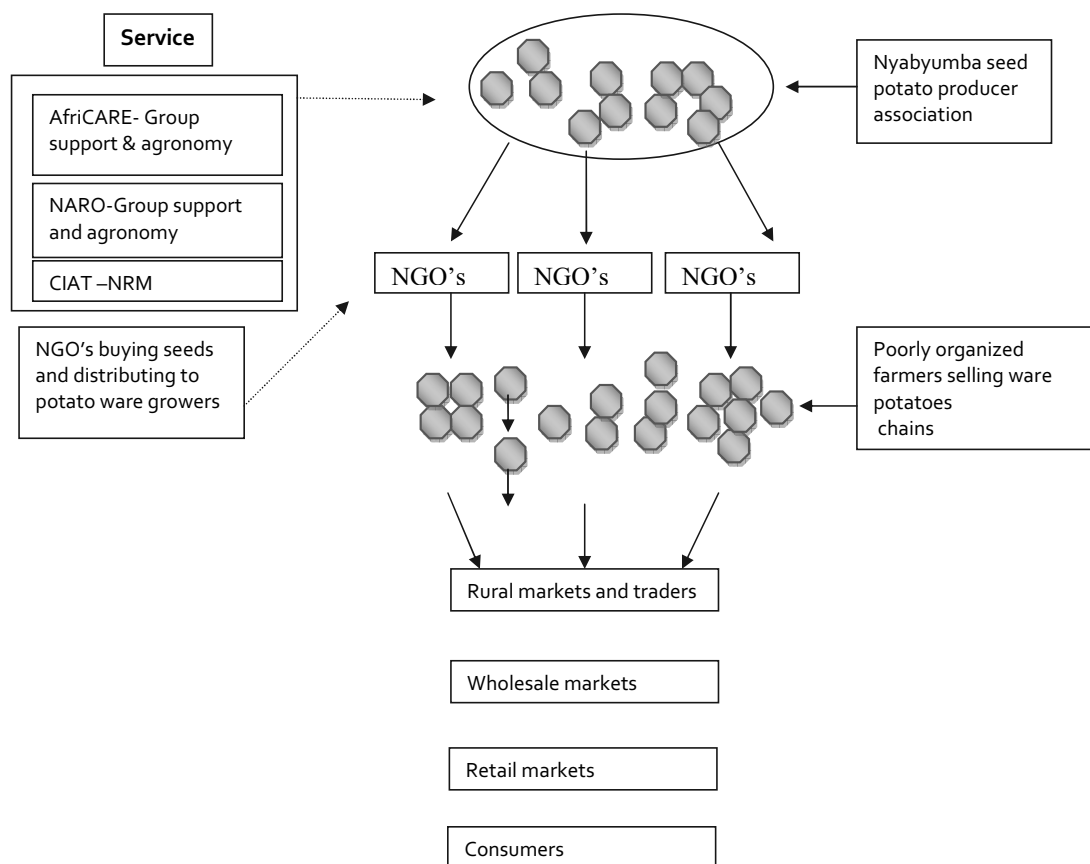 Service
AfriCARE- Group
support & agronomy
NARO-Group support
and agronomy
CIAT –NRM
NGO's buying seeds
and distributing to
potato ware growers
Nyabyumba seed
potato producer
association
NGO's
NGO's
NGO's
Poorly organized
farmers selling ware
potatoes
chains
Rural markets and traders
Wholesale markets
Retail markets
Consumers